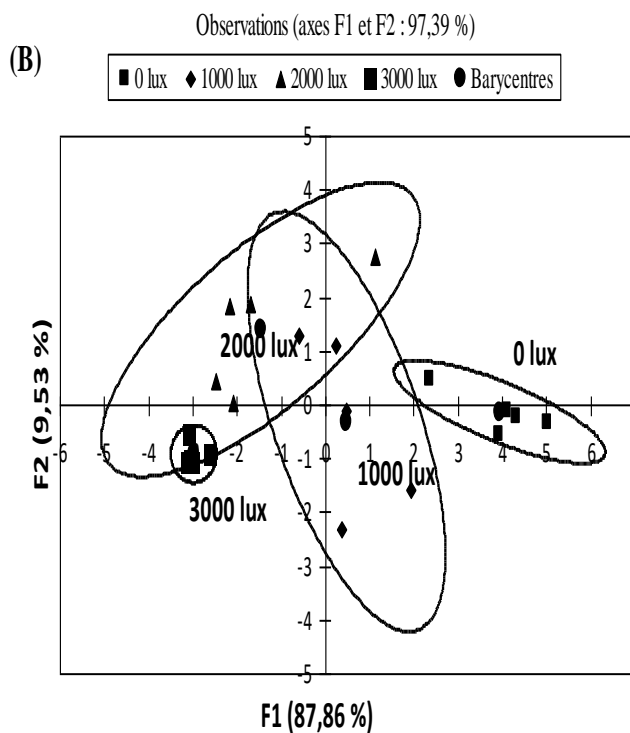 Observations (axes F1 et F2 : 97,39 %)
(B)
0 lux 1000 lux 2000 lux 3000 lux Barycentres
5
4
3
2
1
0
-1
-2
-3
-4
-5
-6 -5 -4 -3 -2 -1 0 1 2 3 4 5 6
2000 lux
0 lux
1000 lux
3000 lux
F2 (9,53 %)
F1 (87,86 %)